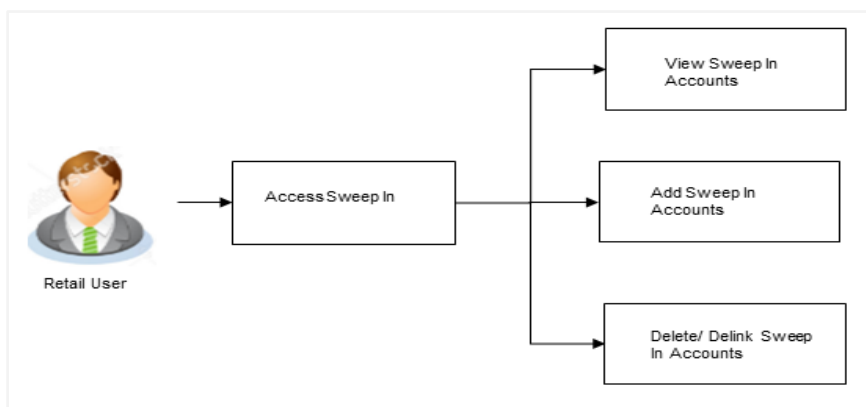 View Sweep In
Accounts
Access Sweep In
Add Sweep In
Accounts
Retail User
Delete/ Delink Sweep
In Accounts